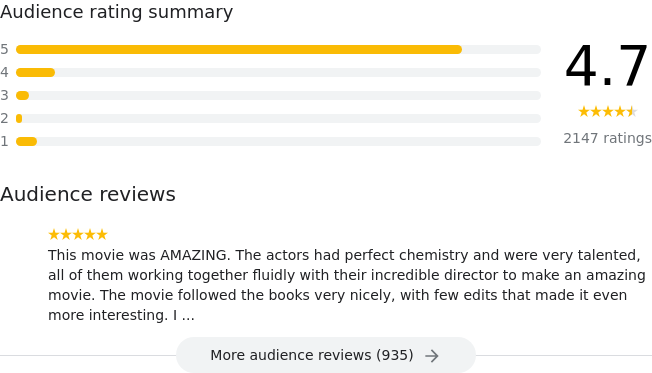 Audience rating summary
5
4
3
2
1
4.7
2147 ratings
Audience reviews
This movie was AMAZING. The actors had perfect chemistry and were very talented,
all of them working together fluidly with their incredible director to make an amazing
movie. The movie followed the books very nicely, with few edits that made it even
more interesting. I ...
More audience reviews (935)